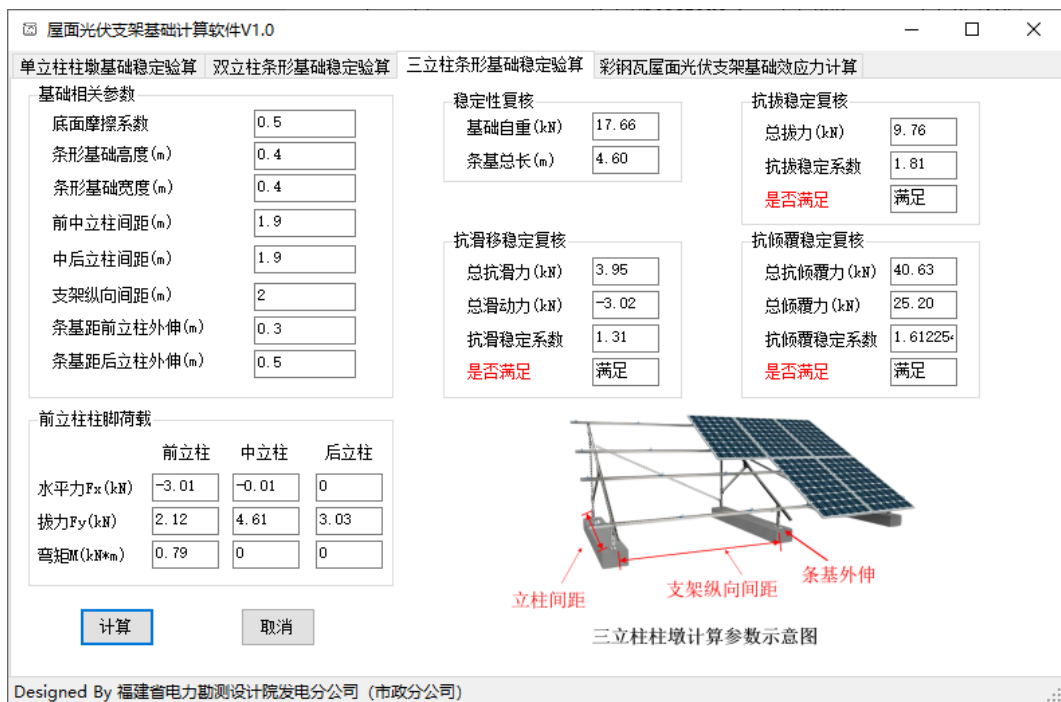 屋面光伏支架基础计算软件V1.0
单立柱柱墩基础稳定验算 双立柱条形基础稳定验算 三立柱条形基础稳定验算 彩钢瓦屋面光伏支架基础效应力计算
基础相关参数
底面摩擦系数 0.5
条形基础高度(m) 0.4
条形基础宽度(m) 0.4
前中立柱间距(m) 1.9
中后立柱间距(m) 1.9
支架纵向间距(m) 2
条基距前立柱外伸(m) 0.3
条基距后立柱外伸(m) 0.5
稳定性复核
基础自重(kN) 17.66
条基总长(m) 4.60
抗拔稳定复核
总拔力(kN) 9.76
抗拔稳定系数 1.81
是否满足 满足
抗滑移稳定复核
总抗滑力(kN) 3.95
总滑动力(kN) -3.02
抗滑稳定系数 1.31
是否满足 满足
抗倾覆稳定复核
总抗倾覆力(kN) 40.63
总倾覆力(kN) 25.20
抗倾覆稳定系数 1.61225
是否满足 满足
前立柱柱脚荷载
前立柱 中立柱 后立柱
水平力Fx(kN) -3.01 -0.01 0
拔力Fy(kN) 2.12 4.61 3.03
弯矩M(kN*m) 0.79 0 0
计算 取消
立柱间距
支架纵向间距
条基外伸
三立柱柱墩计算参数示意图
Designed By 福建省电力勘测设计院发电分公司（市政分公司）